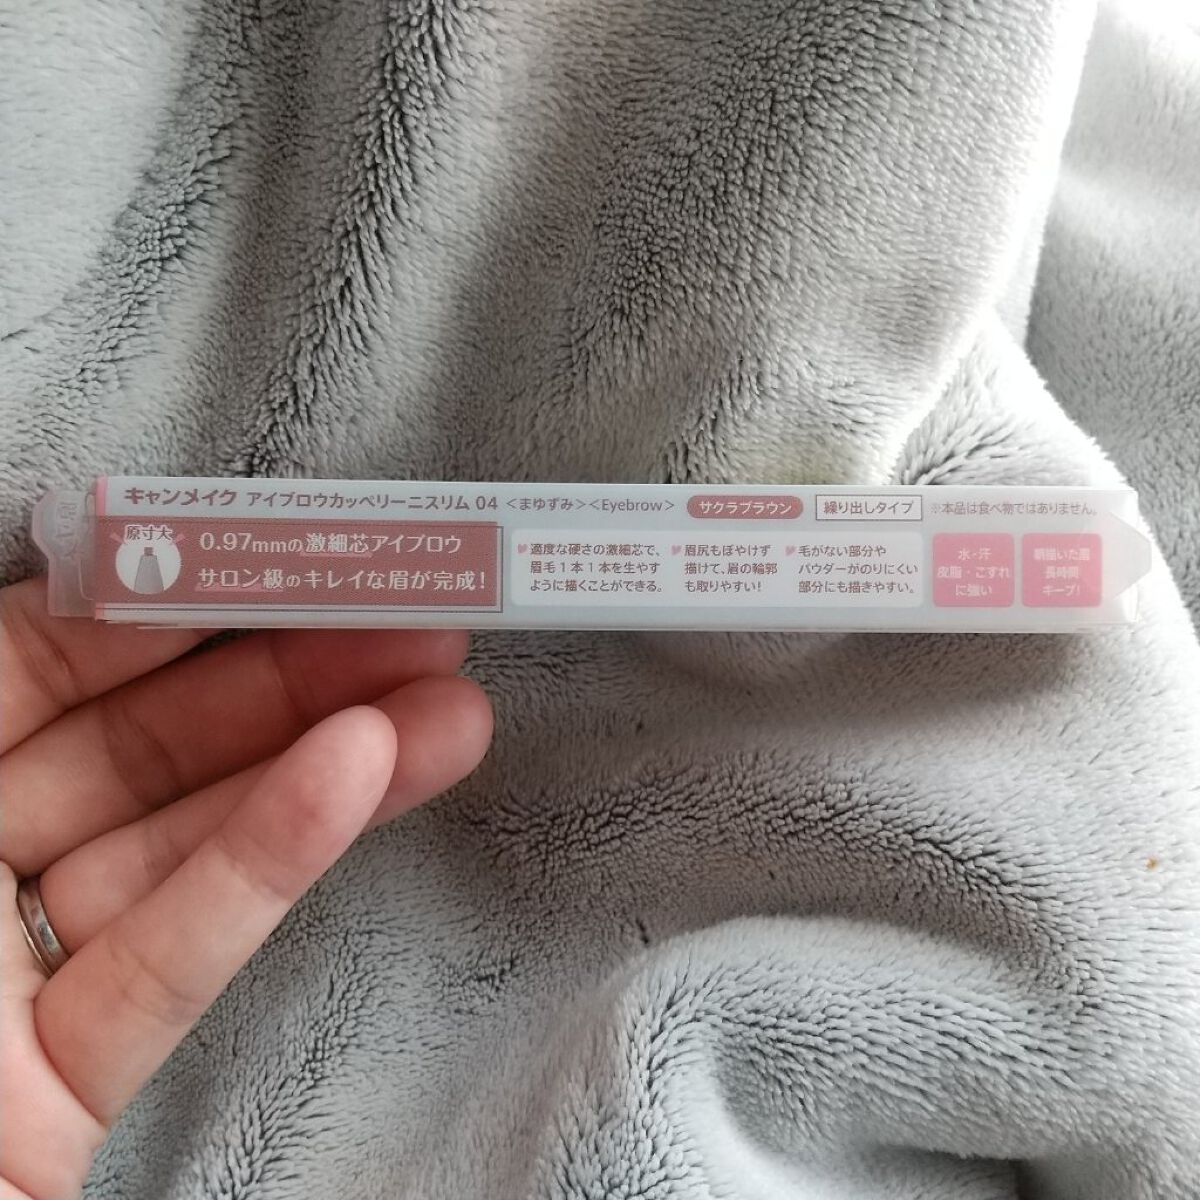 キャンメイク アイブロウカッペリーニスリム 04 <まゆずみ><Eyebrow> サクラブラウン 繰り出しタイプ ※本品は食べ物ではありません。
原寸大
0.97mmの激細芯アイブロウ
サロン級のキレイな眉が完成!
適度な硬さの激細芯で、
眉毛1本1本を生やす
ように描くことができる。
眉尻もぼやけず
描けて、眉の輪郭
も取りやすい!
毛がない部分や
パウダーがのりにくい
部分にも描きやすい。
水・汗
皮脂・こすれ
に強い
朝描いた眉
長時間
キープ!